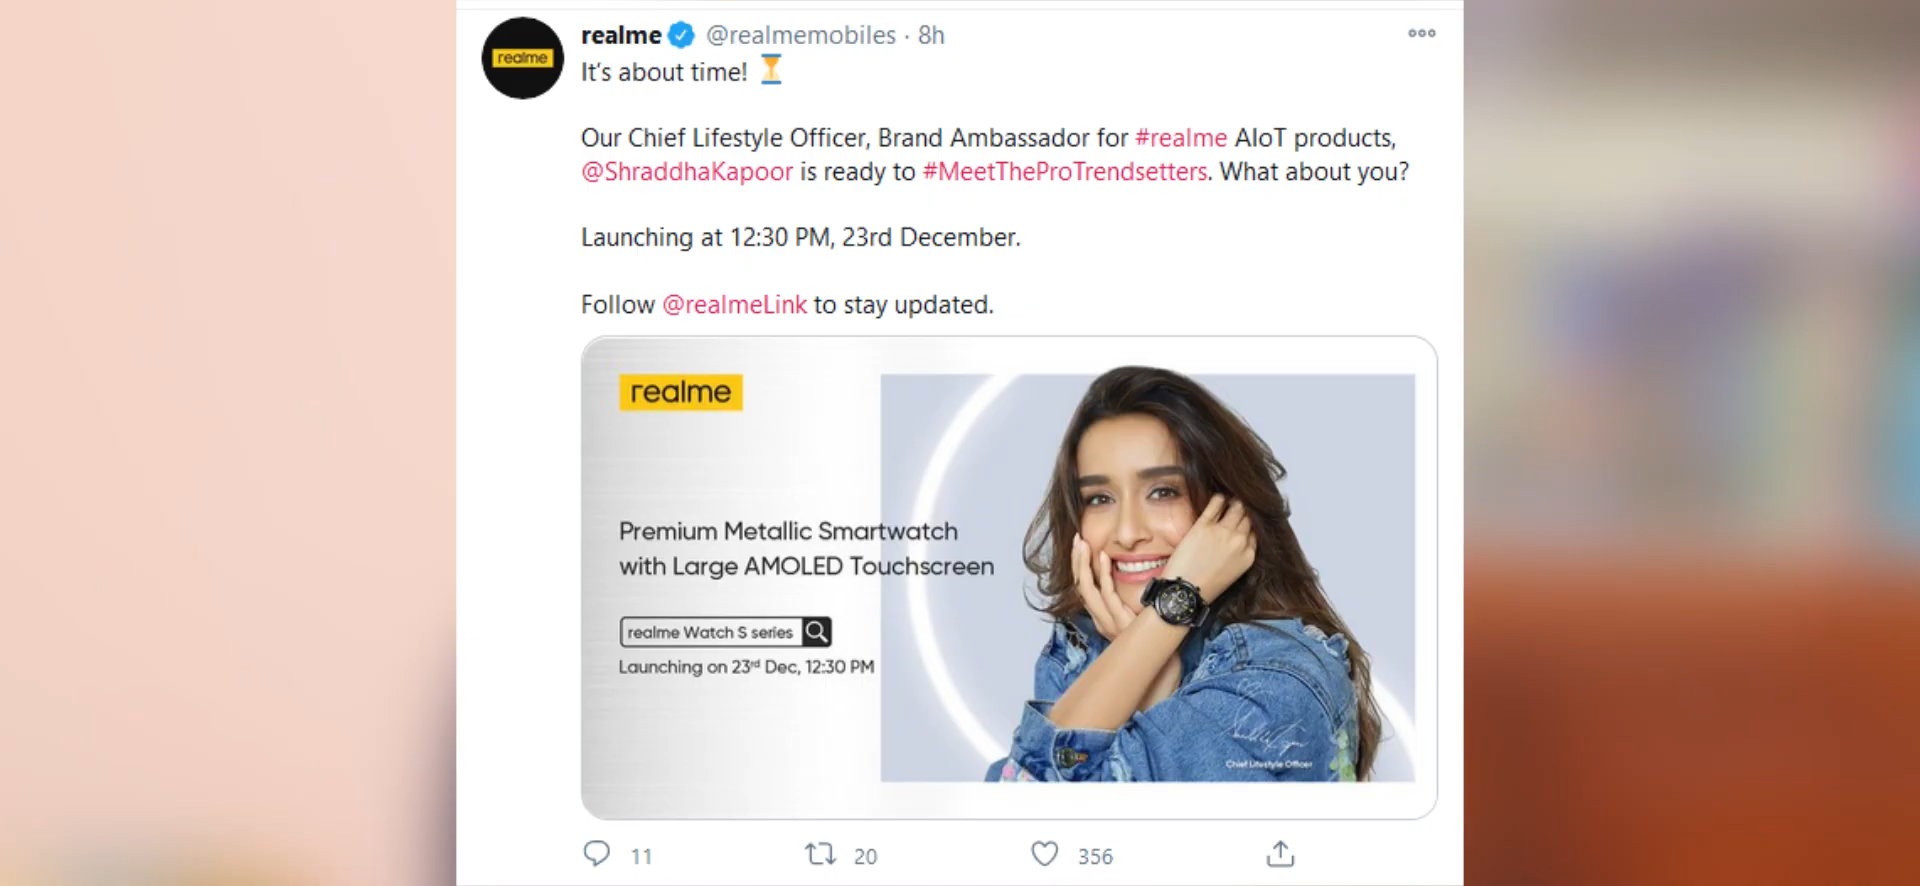 realme
realme @realmemobiles · 8h
It's about time! ⏳
Our Chief Lifestyle Officer, Brand Ambassador for #realme AIoT products,
@ShraddhaKapoor is ready to #MeetTheProTrendsetters. What about you?
Launching at 12:30 PM, 23rd December.
Follow @realmeLink to stay updated.
realme
Premium Metallic Smartwatch
with Large AMOLED Touchscreen
realme Watch S series
Launching on 23rd Dec, 12:30 PM
Chief Lifestyle Officer
11 20 356